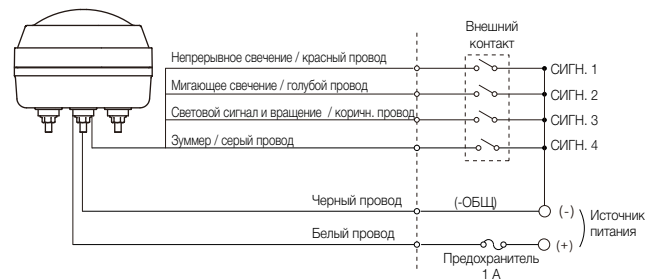 Внешний
контакт
Непрерывное свечение / красный провод
СИГН. 1
Мигающее свечение / голубой провод
СИГН. 2
Световой сигнал и вращение / коричн. провод
СИГН. 3
Зуммер / серый провод
СИГН. 4
Черный провод
(-ОБЩ)
(-)
Источник
питания
Белый провод
(+)
Предохранитель
1 А